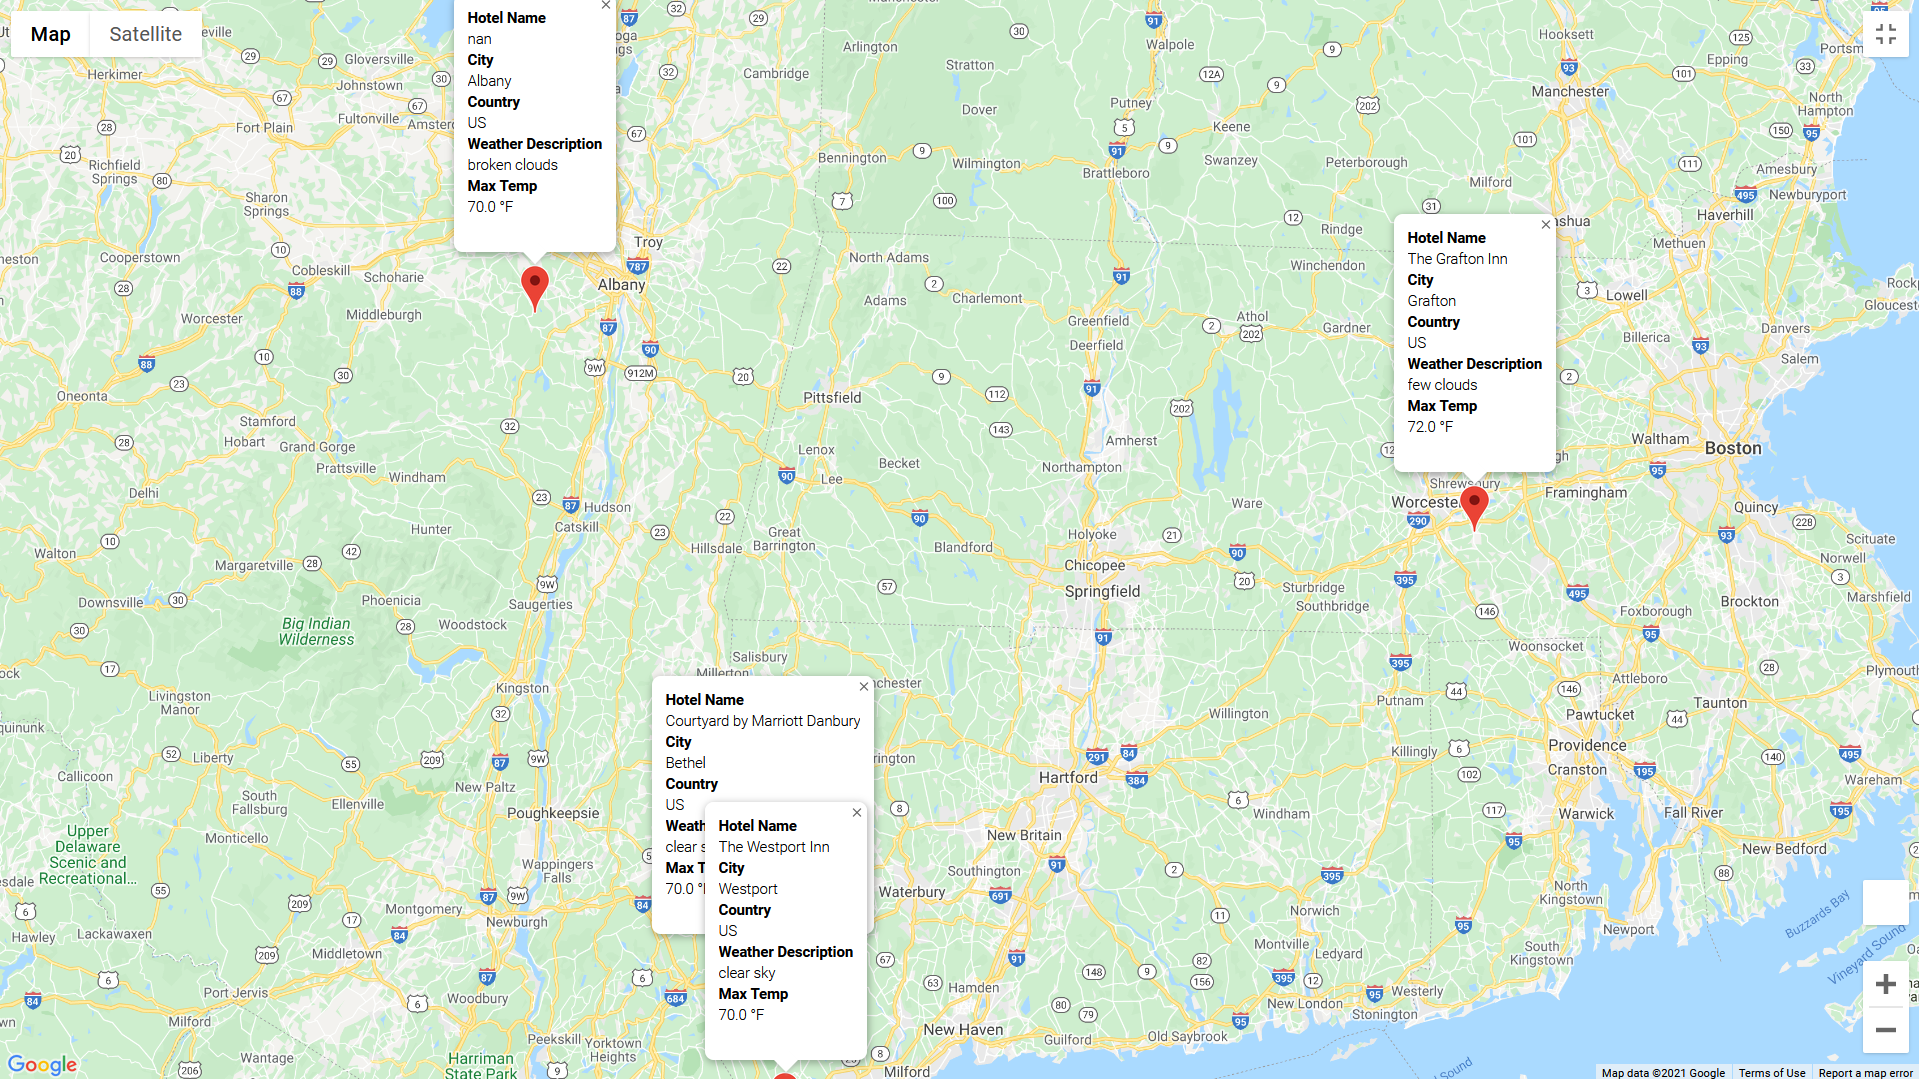 Map
Satellite
Hotel Name
nan
City
Albany
Country
US
Weather Description
broken clouds
Max Temp
70.0 °F
Hotel Name
The Grafton Inn
City
Grafton
Country
US
Weather Description
few clouds
Max Temp
72.0 °F
Hotel Name
Courtyard by Marriott Danbury
City
Bethel
Country
US
Hotel Name
The Westport Inn
City
Westport
Country
US
Weather Description
clear sky
Max Temp
70.0 °F
Herkimer
Gloversville
Johnstown
Fultonville
Fort Plain
Richfield
Springs
Sharon
Springs
Cooperstown
Cobleskill
Schoharie
Middleburgh
Worcester
Oneonta
Stamford
Hobart
Grand Gorge
Prattsville
Windham
Delhi
Hunter
Walton
Margaretville
Downsville
Phoenicia
Big Indian
Wilderness
Woodstock
Saugerties
Kingston
Livingston
Manor
Liberty
Callicoon
South
Fallsburg
Monticello
Ellenville
New Paltz
Poughkeepsie
Upper
Delaware
Scenic and
Recreational...
Wappingers
Falls
Newburgh
Montgomery
Hawley
Lackawaxen
Middletown
Port Jervis
Woodbury
Milford
Wantage
Peekskill
Yorktown
Heights
Harriman
State Park
Troy
Albany
Hudson
Catskill
Hillsdale
Great
Barrington
Cambridge
Arlington
Stratton
Dover
Bennington
Wilmington
Walpole
Putney
Keene
Swanzey
Brattleboro
Peterborough
Hooksett
Manchester
Epping
North
Hampton
Milford
Amesbury
Newburyport
Haverhill
Methuen
Rindge
Winchendon
Lowell
Billerica
Danvers
Salem
North Adams
Adams
Charlemont
Greenfield
Deerfield
Athol
Gardner
Pittsfield
Lenox
Lee
Becket
Amherst
Northampton
Ware
Holyoke
Blandford
Chicopee
Springfield
Sturbridge
Southbridge
Worcester
Shrewsbury
Framingham
Waltham
Boston
Quincy
Scituate
Norwell
Marshfield
Brockton
Foxborough
Woonsocket
Attleboro
Taunton
Pawtucket
Providence
Cranston
Warwick
Fall River
New Bedford
Wareham
Putnam
Killingly
Willington
Windham
Hartford
New Britain
Southington
Waterbury
Salisbury
Millerton
Norwich
Montville
Ledyard
North
Kingstown
South
Kingstown
Newport
Westerly
Stonington
New London
Old Saybrook
Guilford
Hamden
New Haven
Milford
Buzzards Bay
Vineyard Sound
Google
Map data ©2021 Google
Terms of Use
Report a map error